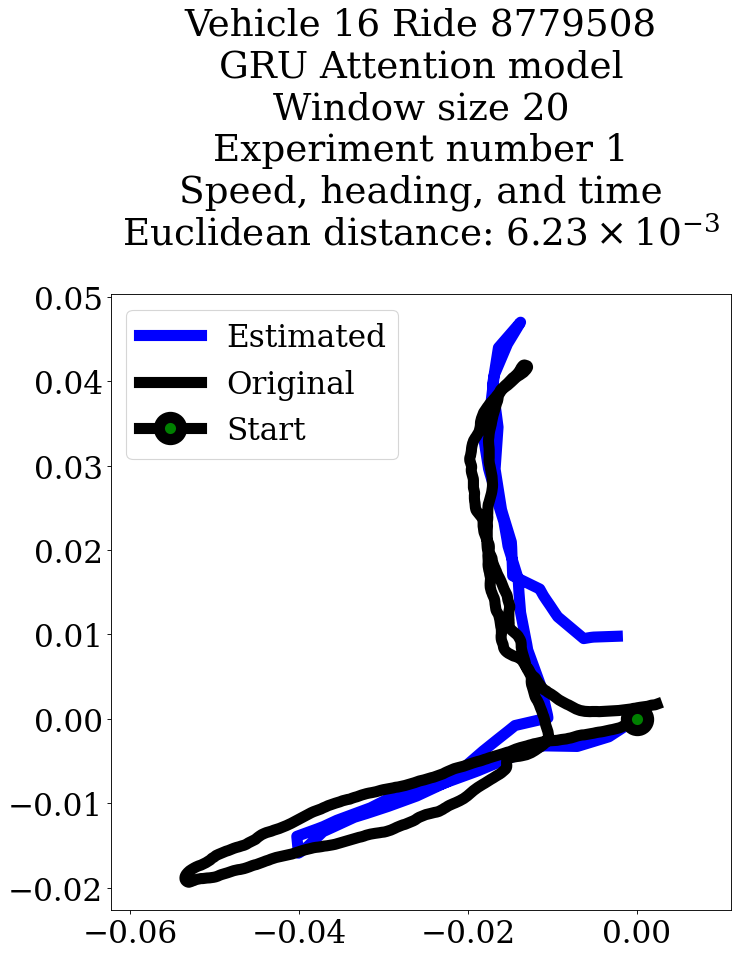 Vehicle 16 Ride 8779508
GRU Attention model
Window size 20
Experiment number 1
Speed, heading, and time
Euclidean distance: 6.23 × 10⁻³
0.05
Estimated
0.04
Original
Start
0.03
0.02
0.01
0.00
−0.01
−0.02
−0.06 −0.04 −0.02 0.00